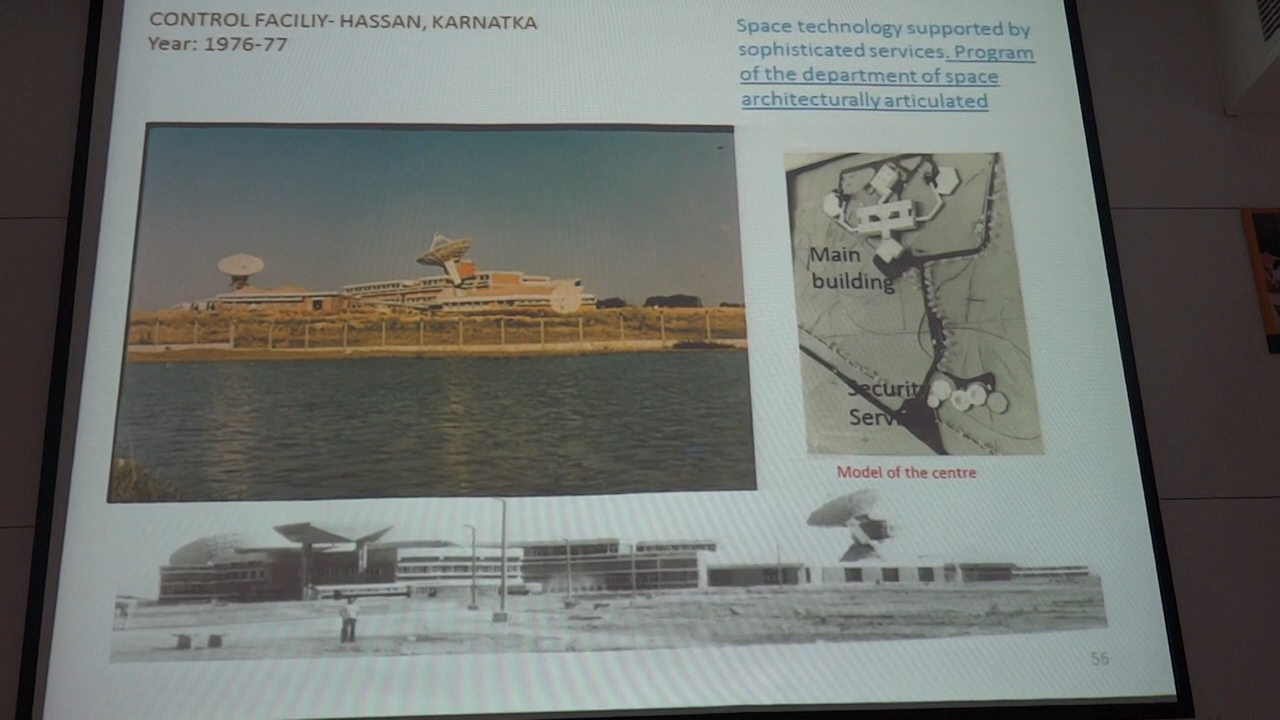 CONTROL FACILIY- HASSAN, KARNATKA
Year: 1976-77
Space technology supported by
sophisticated services. Program
of the department of space
architecturally articulated
Main
building
Security
Model of the centre
56